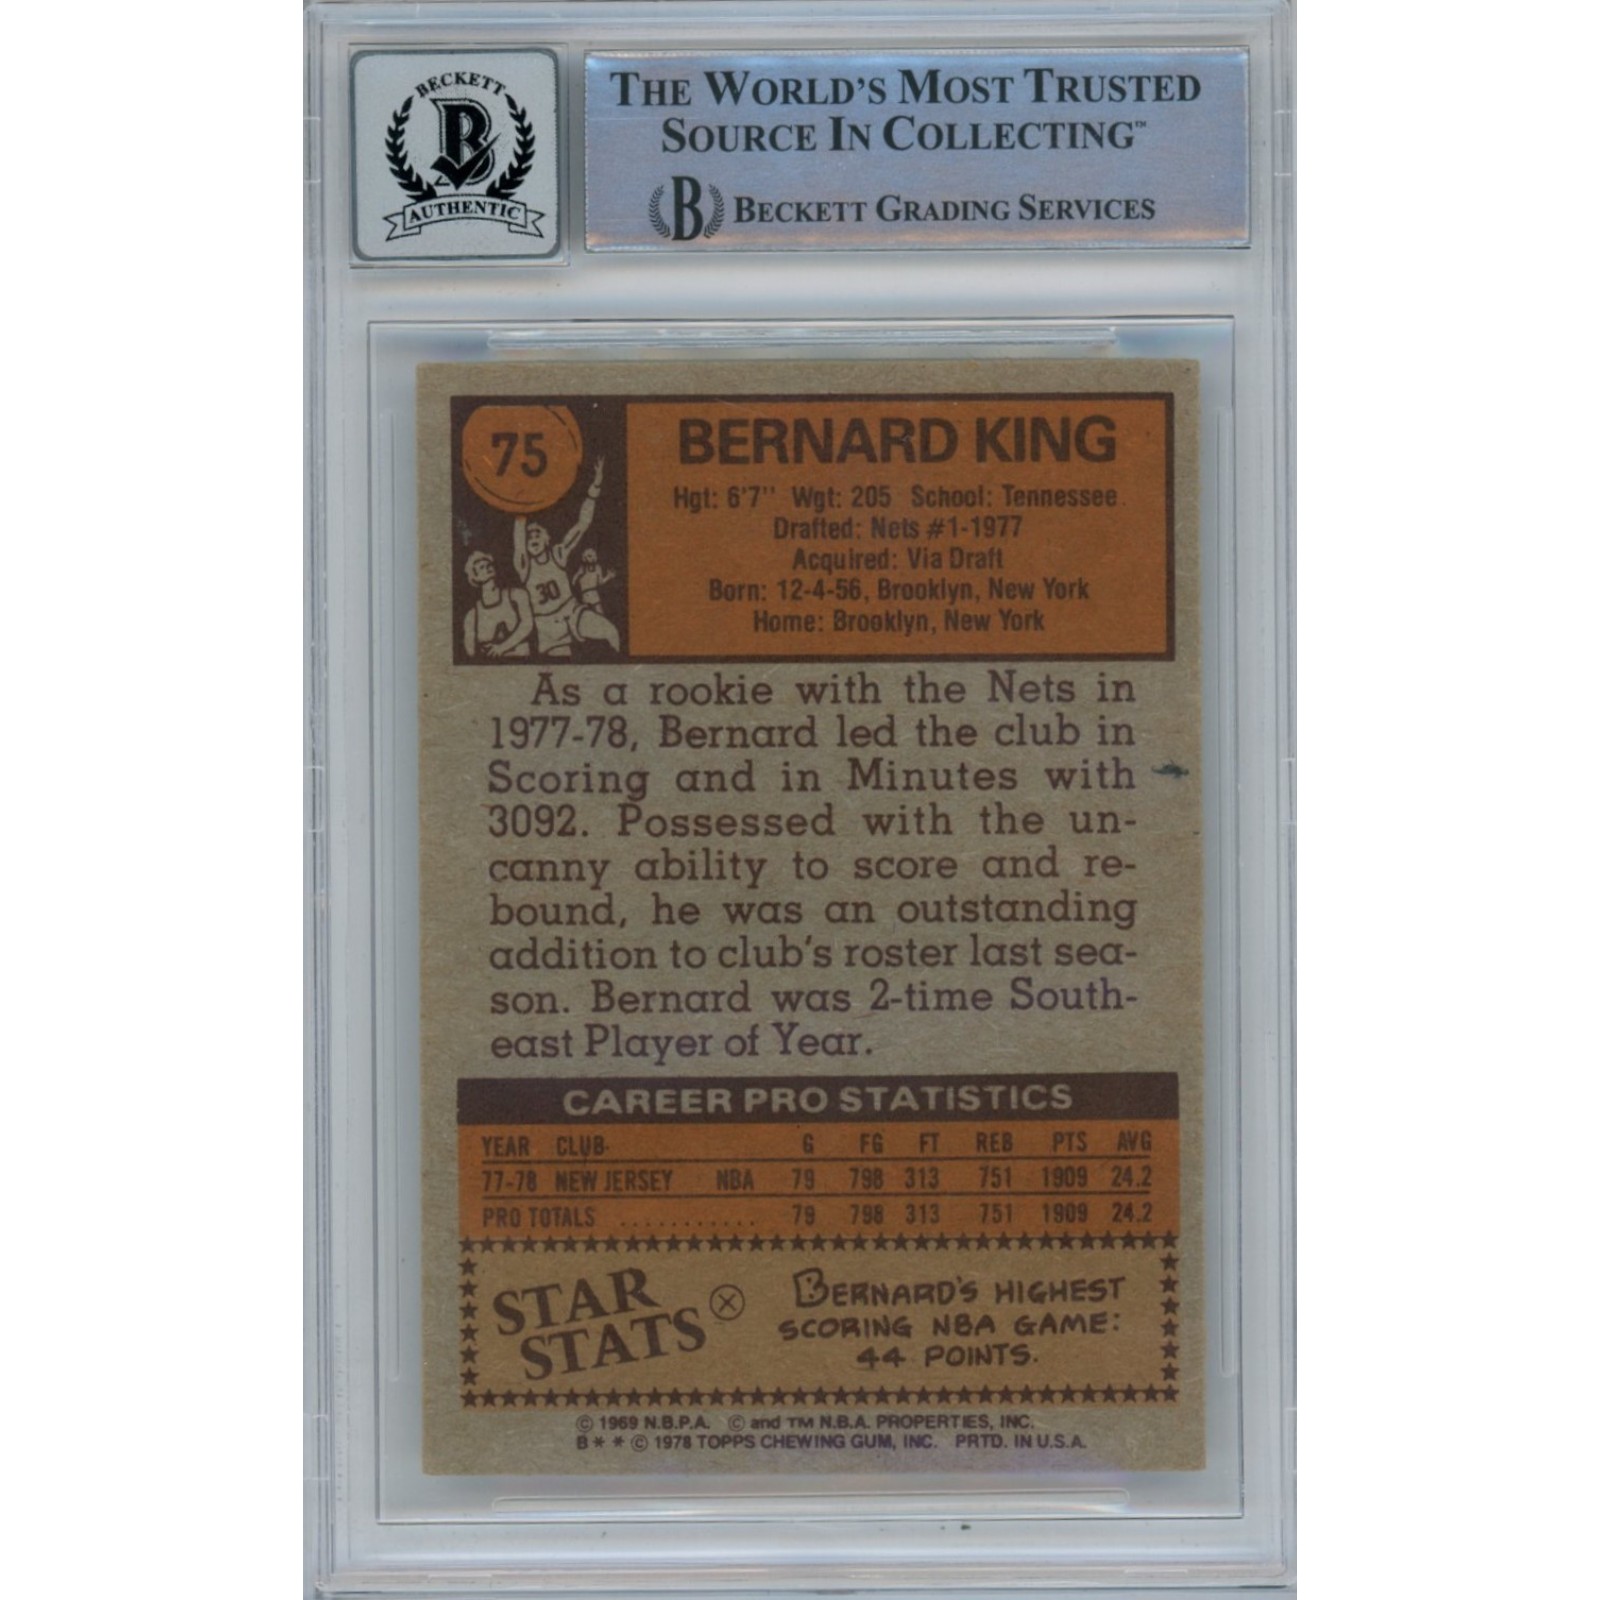 BECKETT
B
AUTHENTIC
THE WORLD'S MOST TRUSTED
SOURCE IN COLLECTING™
B BECKETT GRADING SERVICES
75
30
BERNARD KING
Hgt: 6'7" Wgt: 205 School: Tennessee
Drafted: Nets #1-1977
Acquired: Via Draft
Born: 12-4-56, Brooklyn, New York
Home: Brooklyn, New York
As a rookie with the Nets in
1977-78, Bernard led the club in
Scoring and in Minutes with
3092. Possessed with the un-
canny ability to score and re-
bound, he was an outstanding
addition to club's roster last sea-
son. Bernard was 2-time South-
east Player of Year.
CAREER PRO STATISTICS
YEAR CLUB G FG FT REB PTS AVG
77-78 NEW JERSEY NBA 79 798 313 751 1909 24.2
PRO TOTALS ........... 79 798 313 751 1909 24.2
STAR
STATS
BERNARD'S HIGHEST
SCORING NBA GAME:
44 POINTS.
© 1969 N.B.P.A. © and TM N.B.A. PROPERTIES, INC.
B * * © 1978 TOPPS CHEWING GUM, INC. PRTD. IN U.S.A.